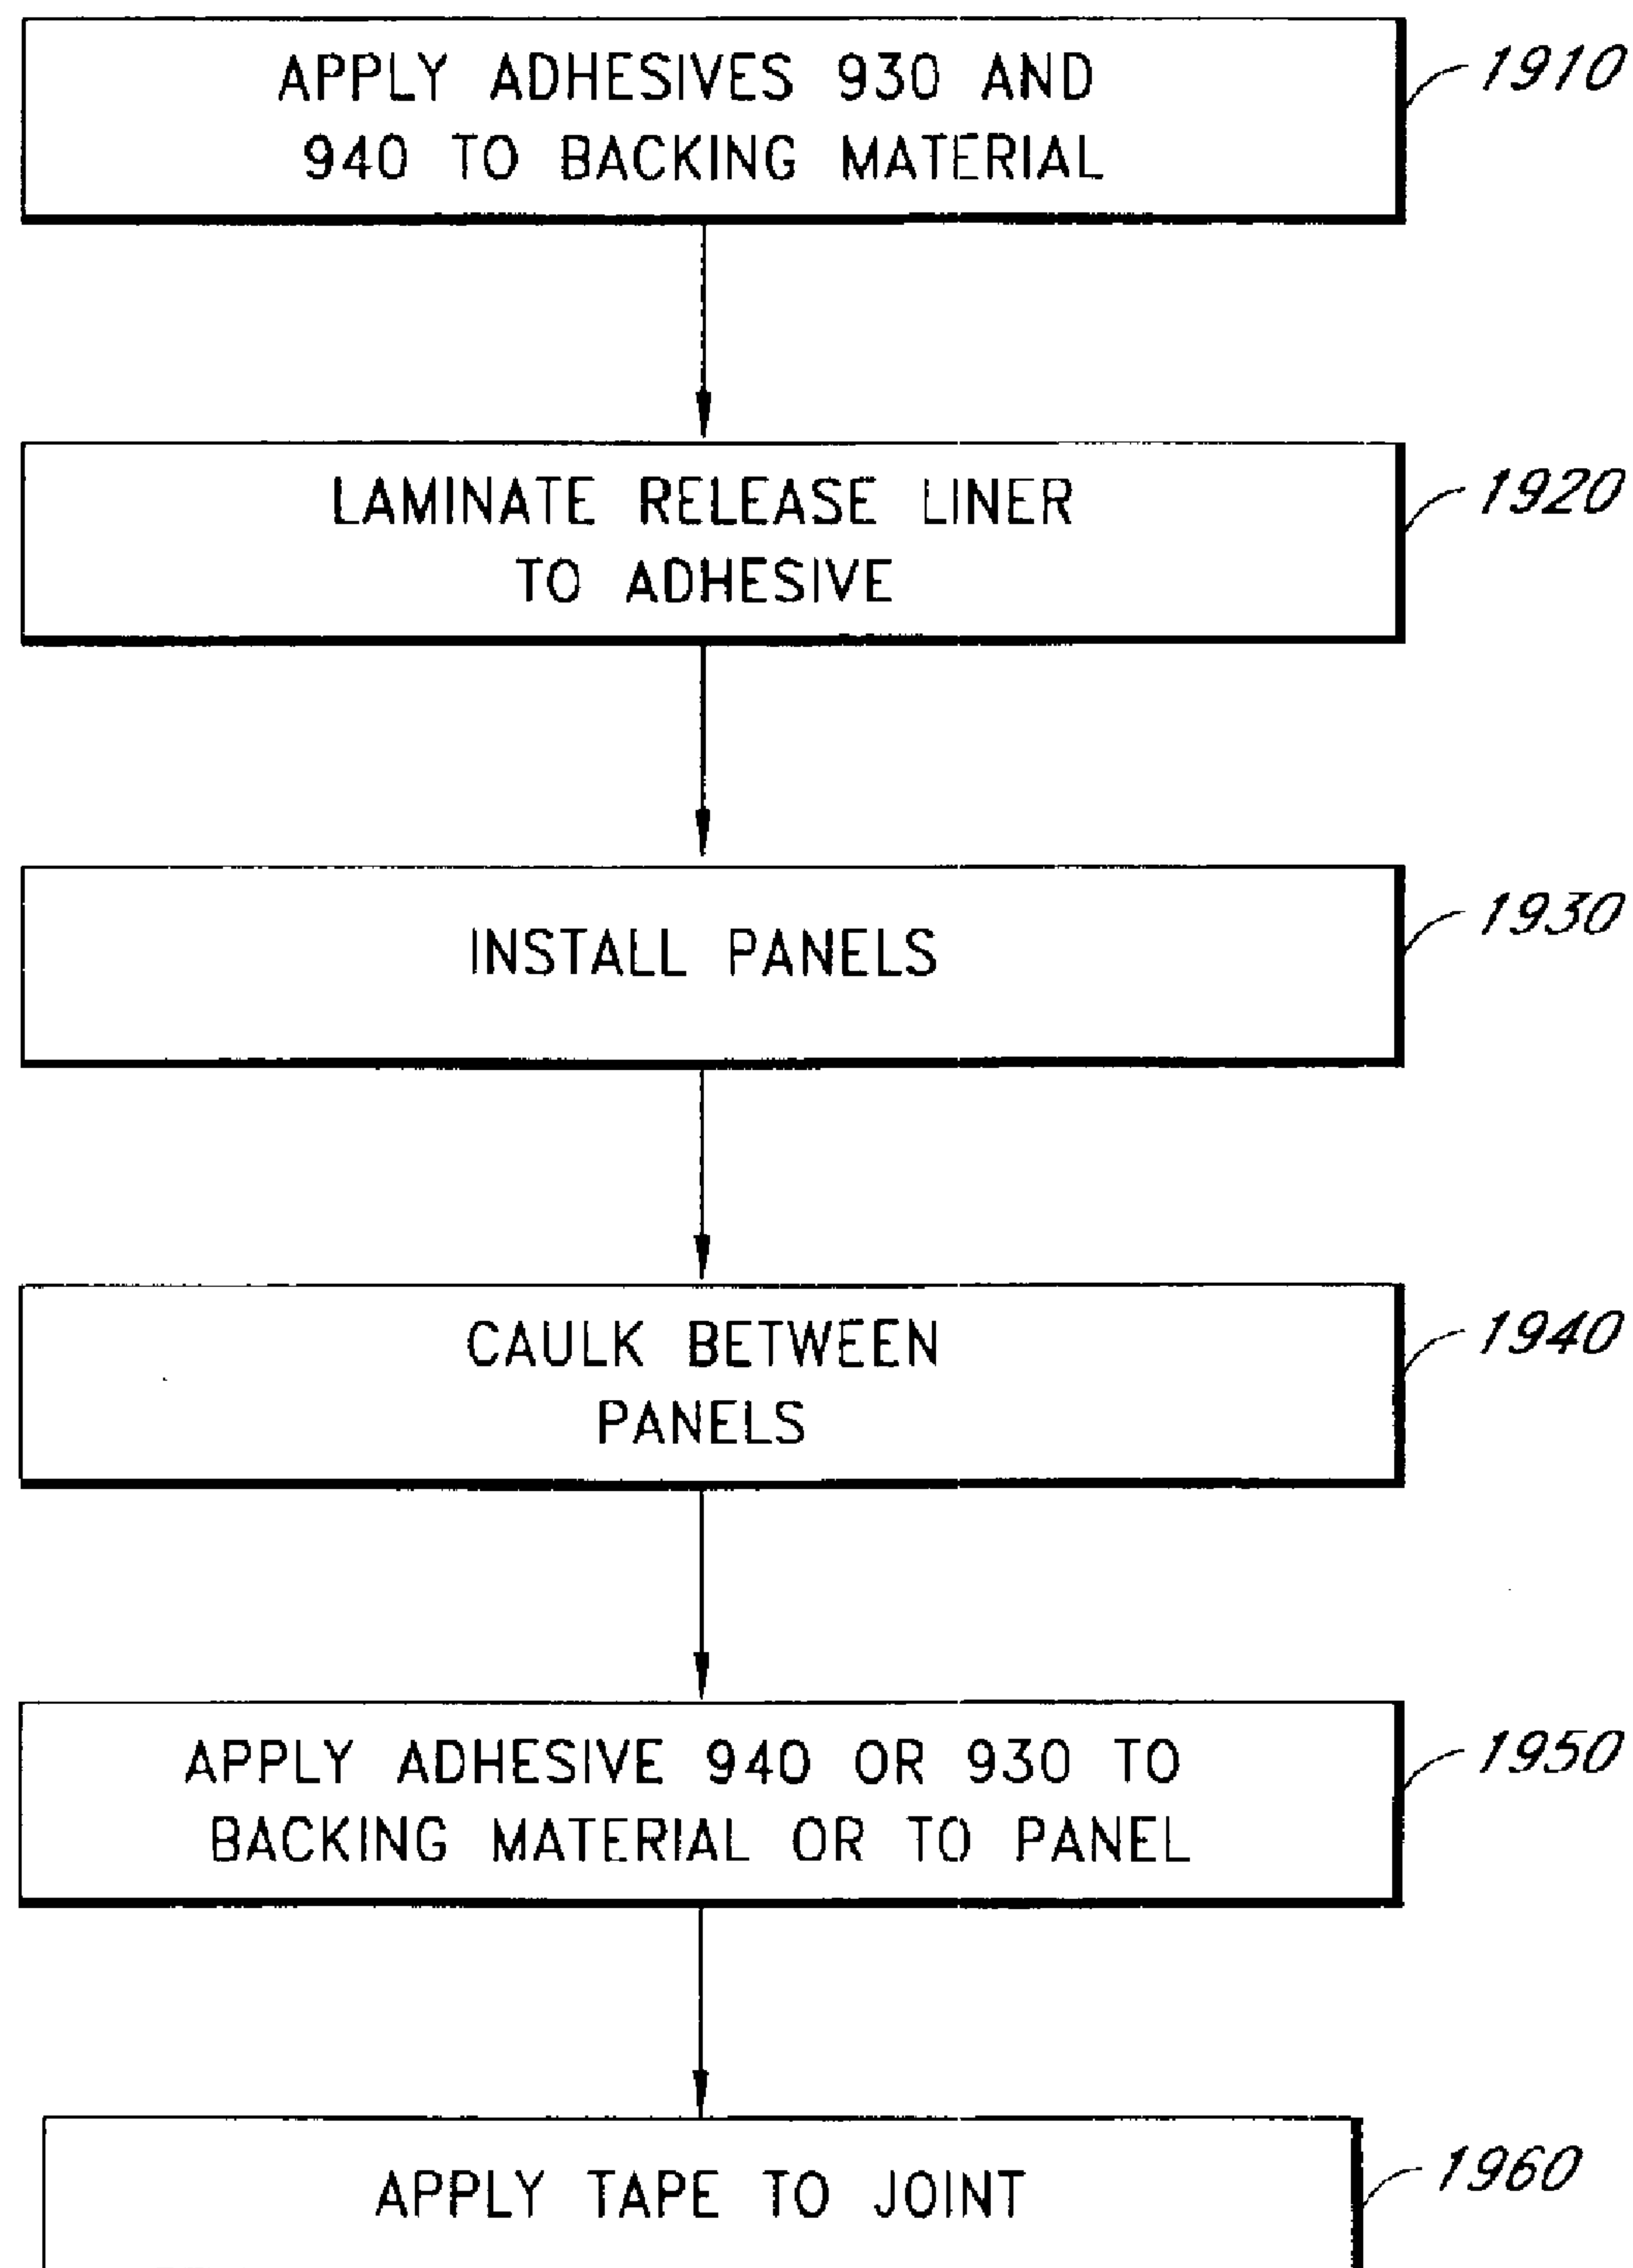 APPLY ADHESIVES 930 AND
940 TO BACKING MATERIAL
1910
LAMINATE RELEASE LINER
TO ADHESIVE
1920
INSTALL PANELS
1930
CAULK BETWEEN
PANELS
1940
APPLY ADHESIVE 940 OR 930 TO
BACKING MATERIAL OR TO PANEL
1950
APPLY TAPE TO JOINT
1960